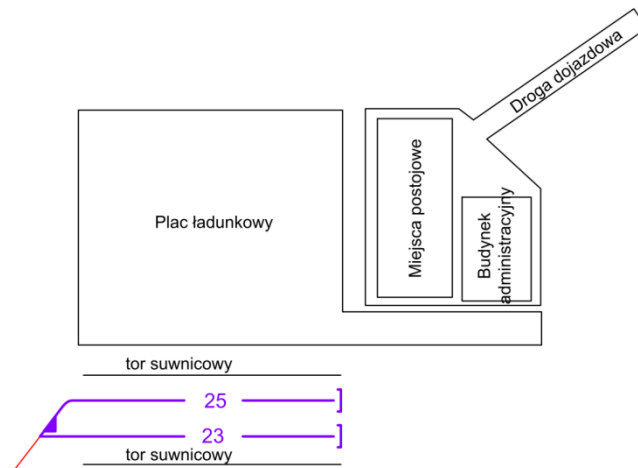 Droga dojazdowa
Plac ładunkowy
Miejsca postojowe
Budynek
administracyjny
tor suwnicowy
25
23
tor suwnicowy